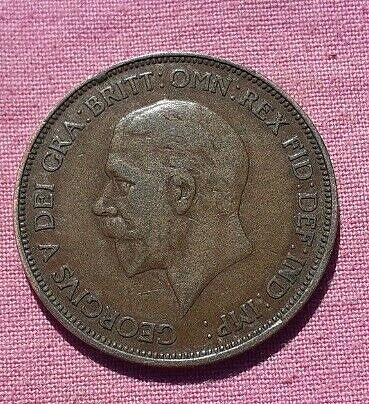 GEORGIVS V DEI GRA: BRITT: OMN: REX FID: DEF: IND: IMP: